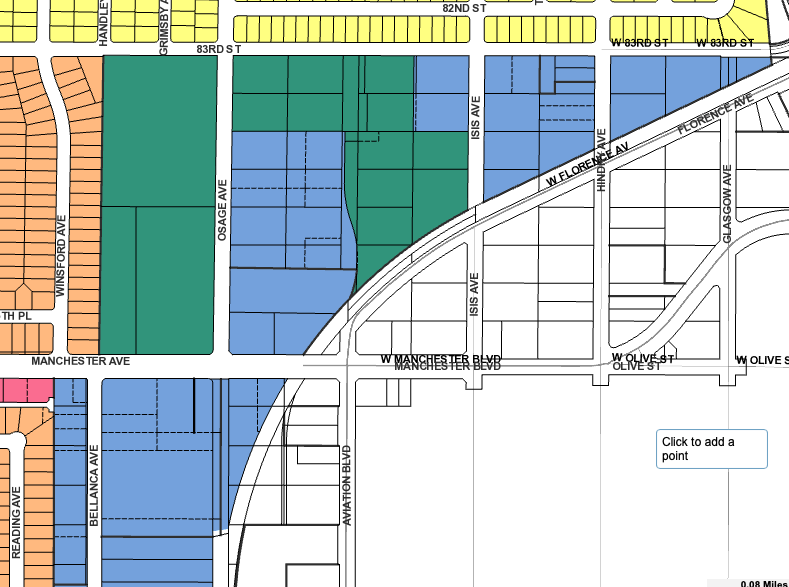 82ND ST
HANDLEY
GRIMSBY A
83RD ST
W 83RD ST
W 83RD ST
FLORENCE AVE
ISIS AVE
W FLORENCE AV
HINDRY AVE
OSAGE AVE
GLASGOW AVE
WINSFORD AVE
ISIS AVE
TH PL
MANCHESTER AVE
W MANCHESTER BLVD
MANCHESTER BLVD
W OLIVE ST
OLIVE ST
W OLIVE S
Click to add a
point
BELLANCA AVE
AVIATION BLVD
READING AVE
0.08 Miles